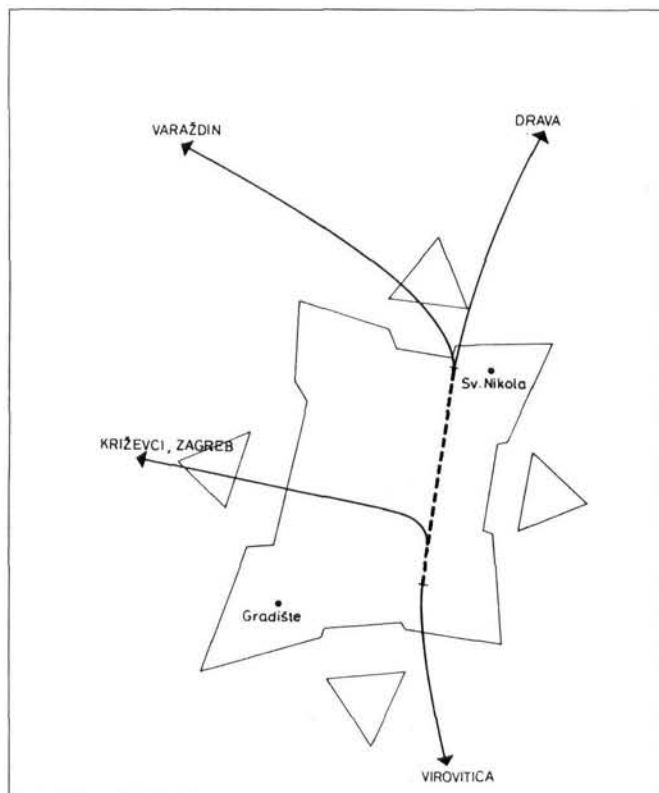 VARAŽDIN
DRAVA
Sv. Nikola
KRIŽEVCI, ZAGREB
Gradište
VIROVITICA